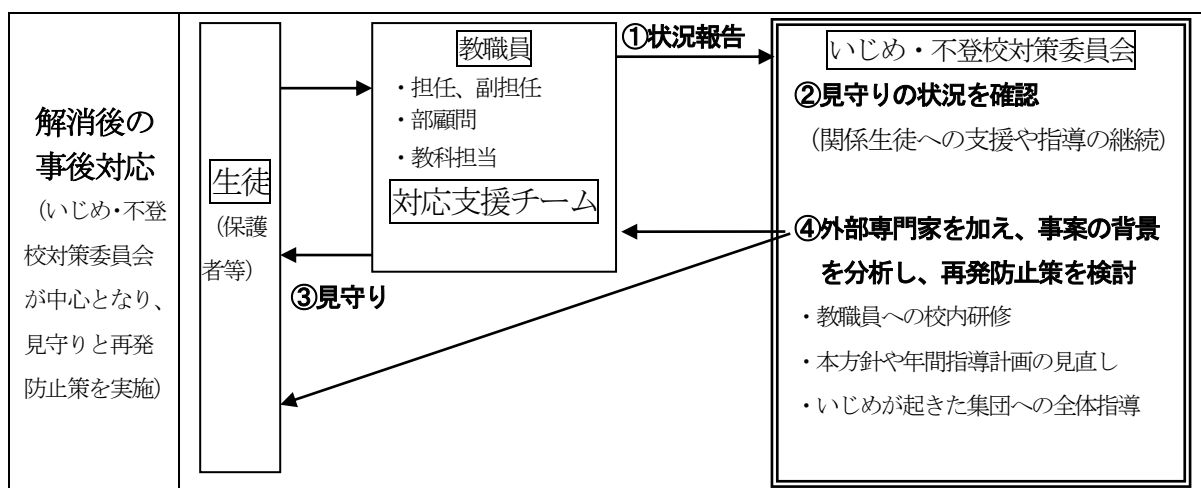 解消後の
事後対応
（いじめ・不登
校対策委員会
が中心となり、
見守りと再発
防止策を実施）
生徒
（保護
者等）
教職員
・担任、副担任
・部顧問
・教科担当
対応支援チーム
①状況報告
③見守り
いじめ・不登校対策委員会
②見守りの状況を確認
（関係生徒への支援や指導の継続）
④外部専門家を加え、事案の背景
を分析し、再発防止策を検討
・教職員への校内研修
・本方針や年間指導計画の見直し
・いじめが起きた集団への全体指導